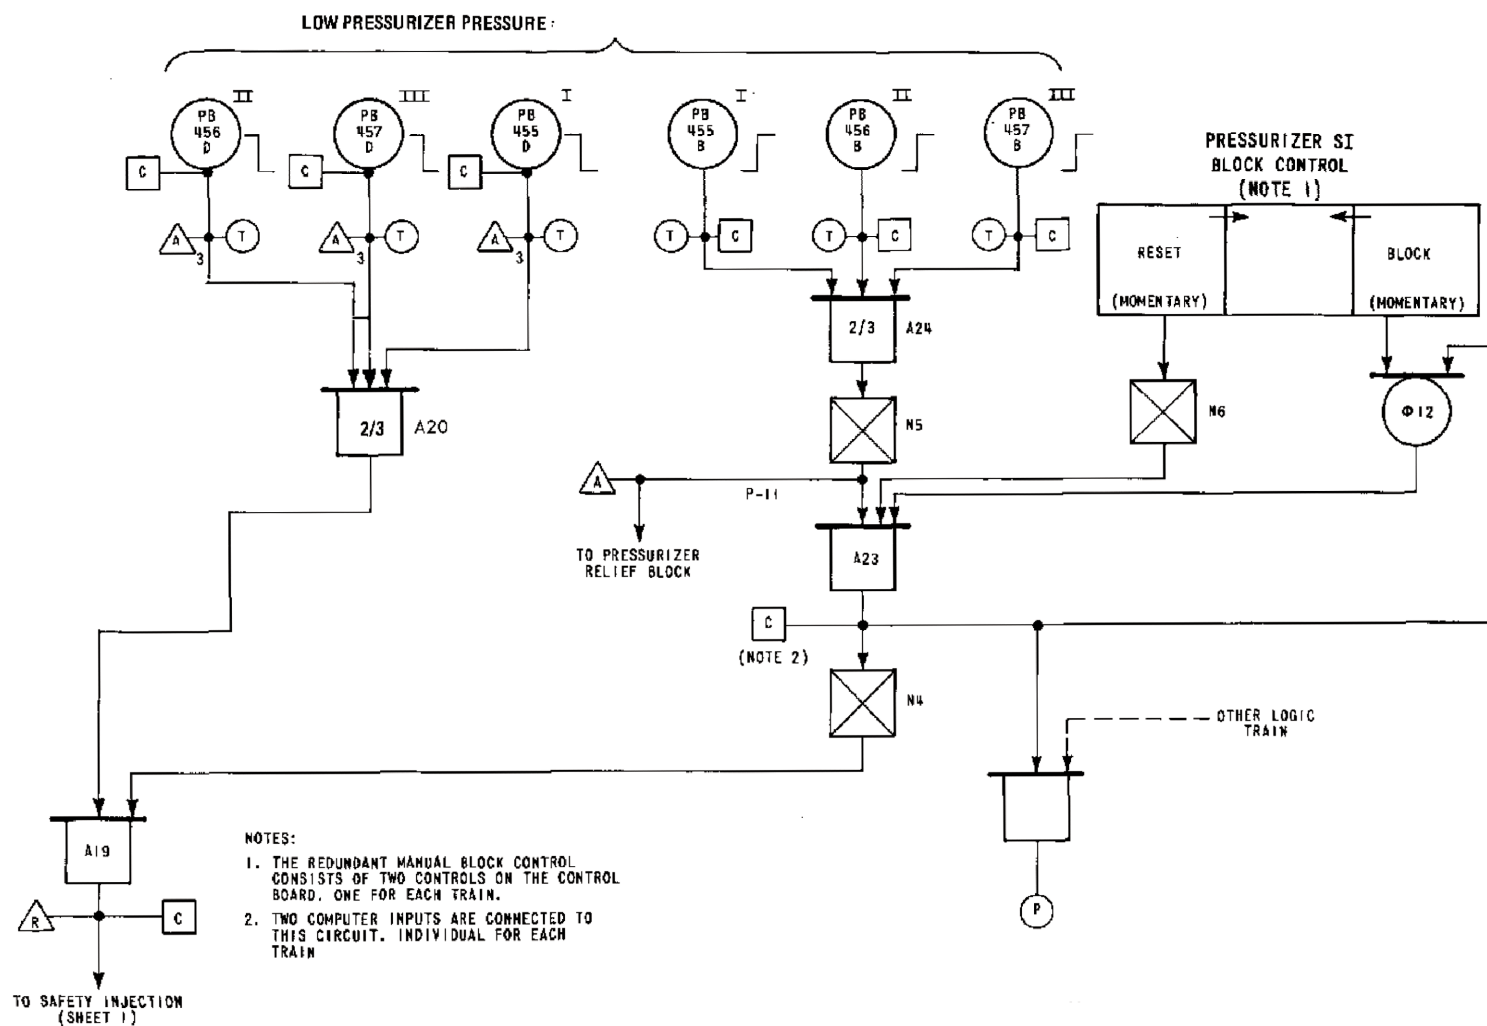 LOW PRESSURIZER PRESSURE
II
III
I
I
II
III
PB
456
D
PB
457
D
PB
455
D
PB
455
B
PB
456
B
PB
457
B
C
C
C
A
3
T
A
3
T
A
3
T
T
C
T
C
T
C
PRESSURIZER SI
BLOCK CONTROL
(NOTE 1)
RESET
(MOMENTARY)
BLOCK
(MOMENTARY)
2/3
A24
2/3
A20
N5
N6
Φ12
A
P-11
TO PRESSURIZER
RELIEF BLOCK
A23
C
(NOTE 2)
N4
OTHER LOGIC
TRAIN
A19
R
C
P
TO SAFETY INJECTION
(SHEET 1)
NOTES:
1. THE REDUNDANT MANUAL BLOCK CONTROL
CONSISTS OF TWO CONTROLS ON THE CONTROL
BOARD. ONE FOR EACH TRAIN.
2. TWO COMPUTER INPUTS ARE CONNECTED TO
THIS CIRCUIT. INDIVIDUAL FOR EACH
TRAIN